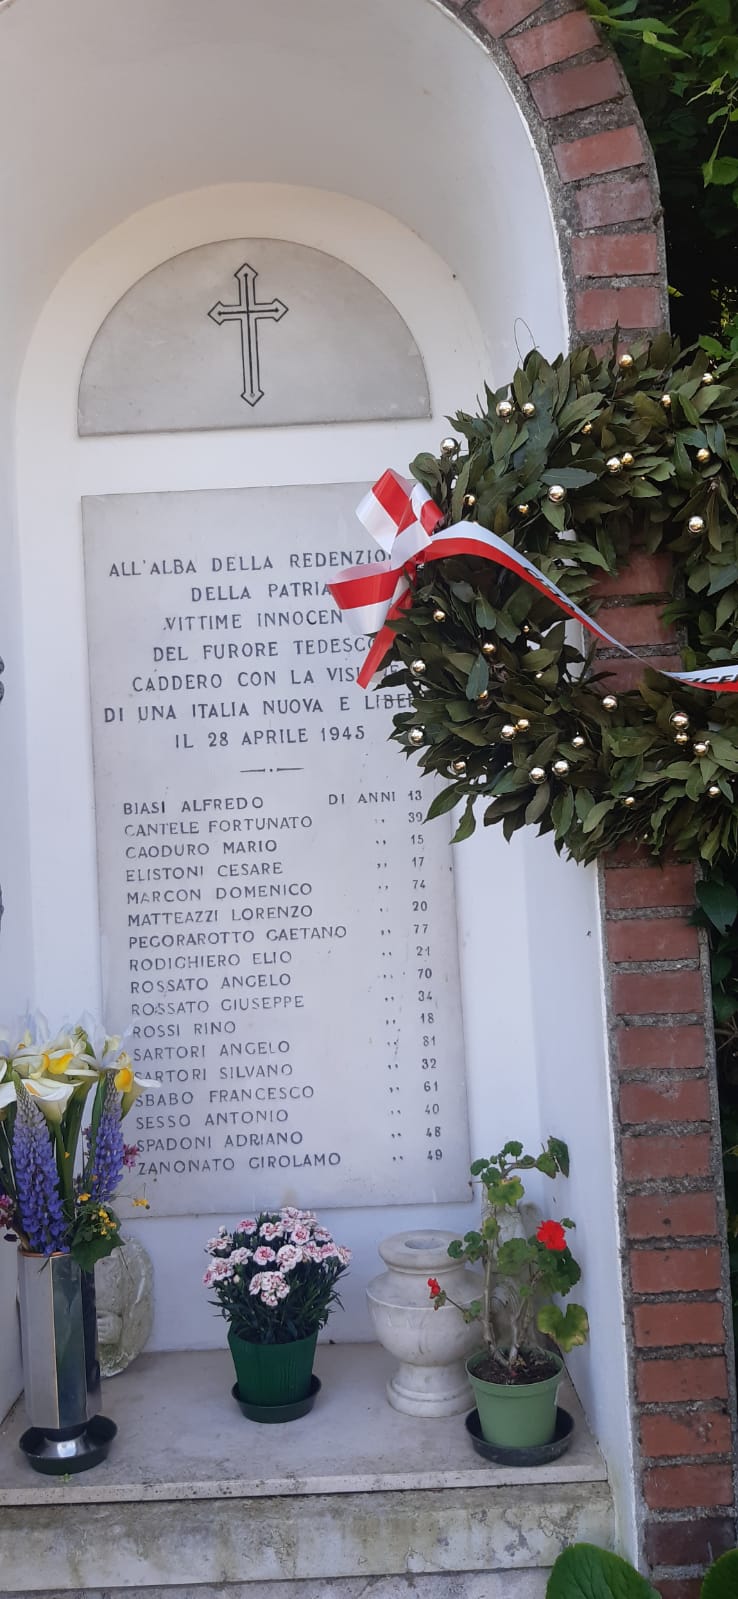 ALL'ALBA DELLA REDENZIO
DELLA PATRIA
VITTIME INNOCEN
DEL FURORE TEDESCO
CADDERO CON LA VISI
DI UNA ITALIA NUOVA E LIBE
IL 28 APRILE 1945
BIASI ALFREDO DI ANNI 13
CANTELE FORTUNATO " 39
CAODURO MARIO " 15
ELISTONI CESARE " 17
MARCON DOMENICO " 74
MATTEAZZI LORENZO " 20
PEGORAROTTO GAETANO " 77
RODIGHIERO ELIO " 21
ROSSATO ANGELO " 70
ROSSATO GIUSEPPE " 34
ROSSI RINO " 18
SARTORI ANGELO " 81
SARTORI SILVANO " 32
SBABO FRANCESCO " 61
SESSO ANTONIO " 40
SPADONI ADRIANO " 48
ZANONATO GIROLAMO " 49